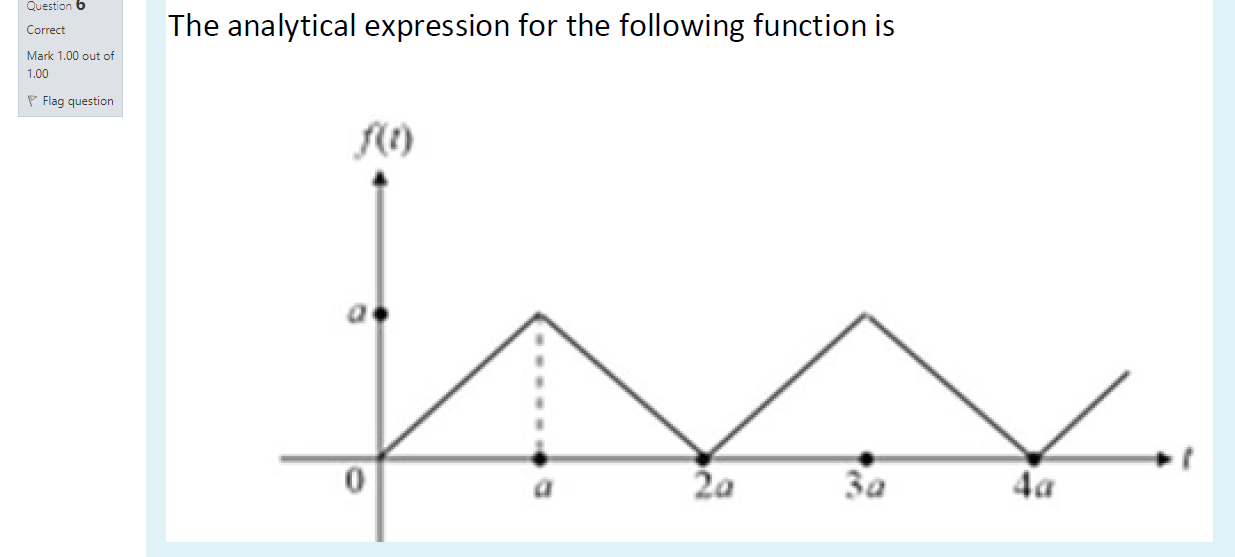 Question 6
Correct
Mark 1.00 out of
1.00
Flag question
The analytical expression for the following function is
f(t)
a
0
a
2a
3a
4a
t